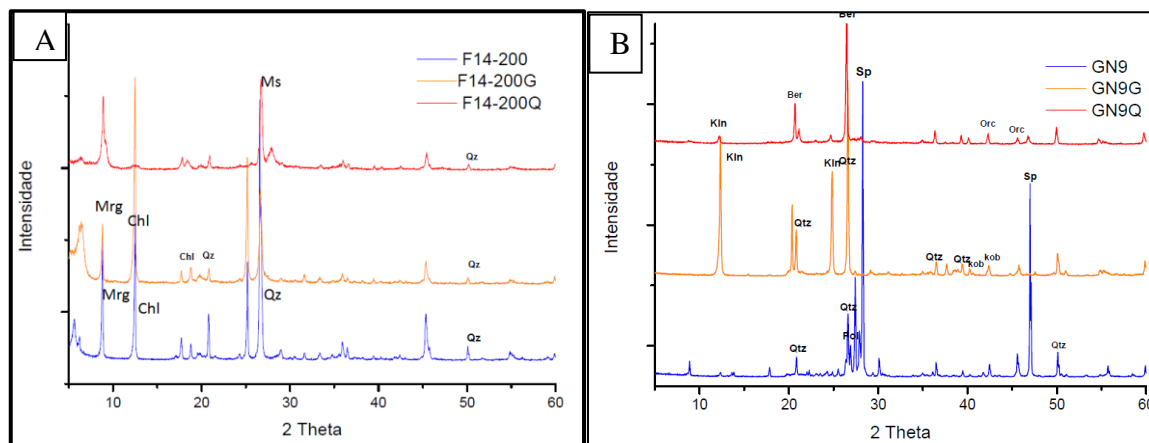 A
F14-200
F14-200G
F14-200Q
Ms
Qz
Mrg
Chl
Chl
Qz
Qz
Mrg
Chl
Qz
Qz
Intensidade
10 20 30 40 50 60
2 Theta
B
Ber
GN9
GN9G
GN9Q
Sp
Ber
Kln
Orc
Orc
Kln
Kln
Qtz
Sp
Qtz
Qtz
Qtz
kob
kob
Qtz
Qtz
Qtz
Intensidade
10 20 30 40 50 60
2 Theta